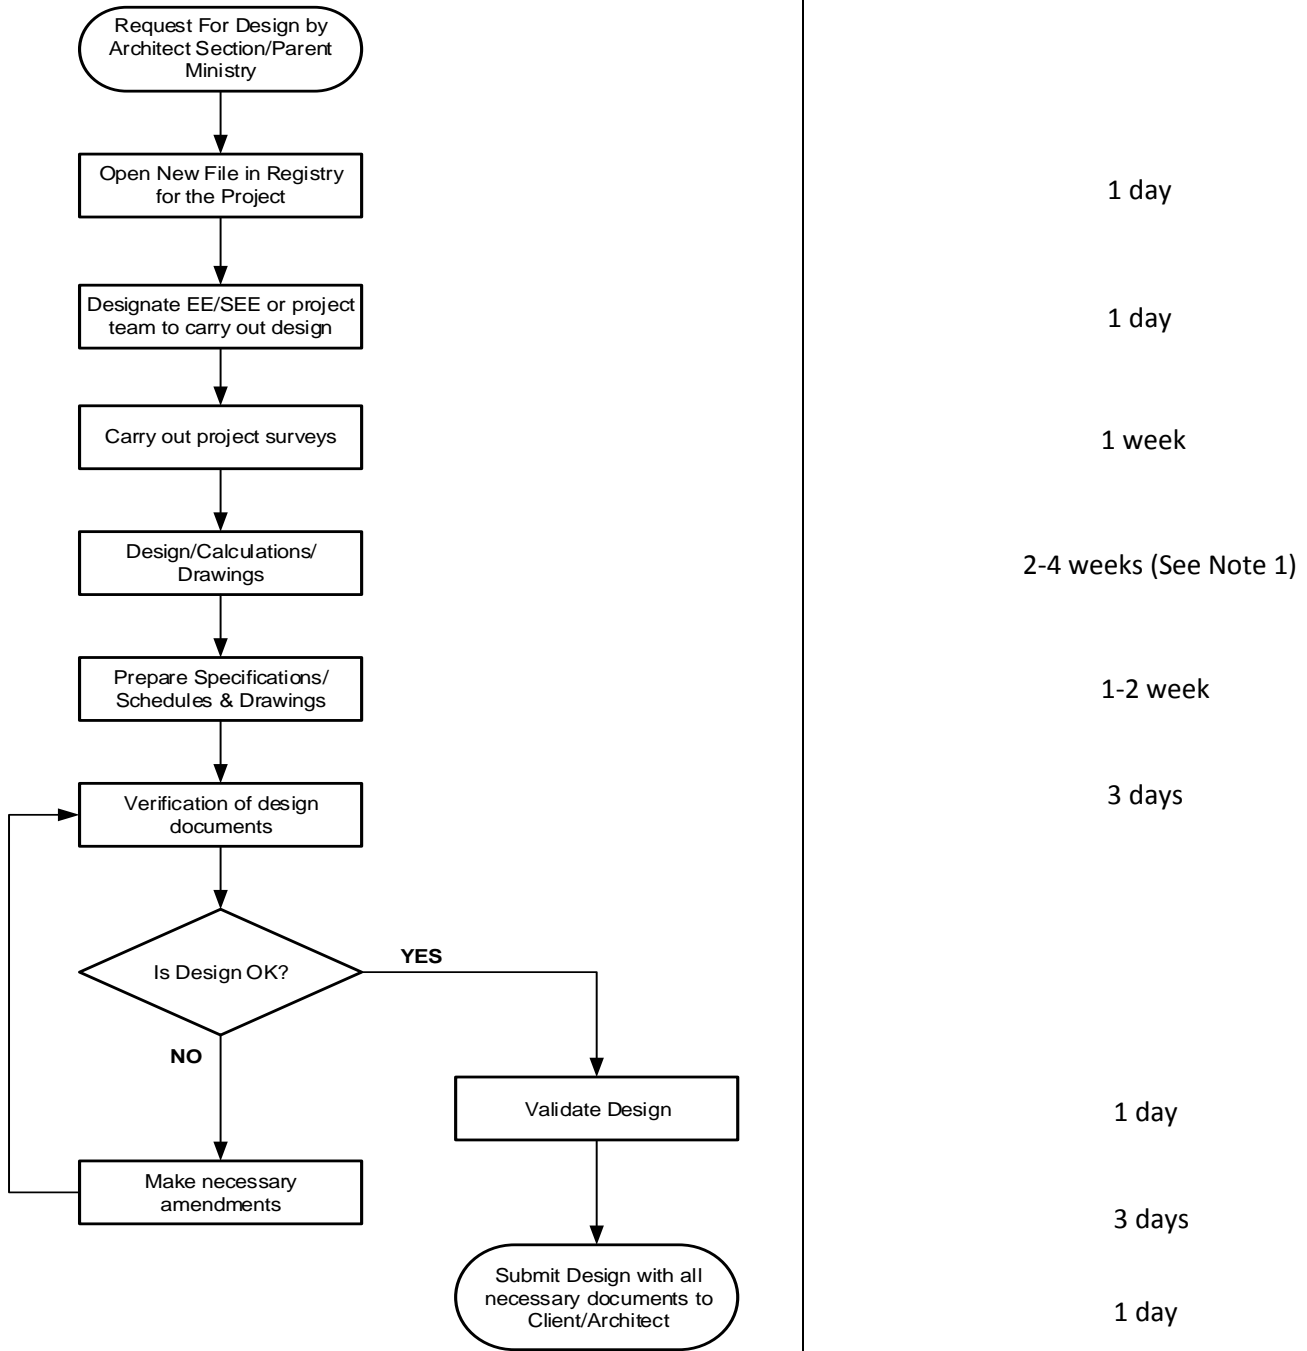 Request For Design by
Architect Section/Parent
Ministry
Open New File in Registry
for the Project
1 day
Designate EE/SEE or project
team to carry out design
1 day
Carry out project surveys
1 week
Design/Calculations/
Drawings
2-4 weeks (See Note 1)
Prepare Specifications/
Schedules & Drawings
1-2 week
Verification of design
documents
3 days
Is Design OK?
YES
NO
Validate Design
1 day
Make necessary
amendments
3 days
Submit Design with all
necessary documents to
Client/Architect
1 day